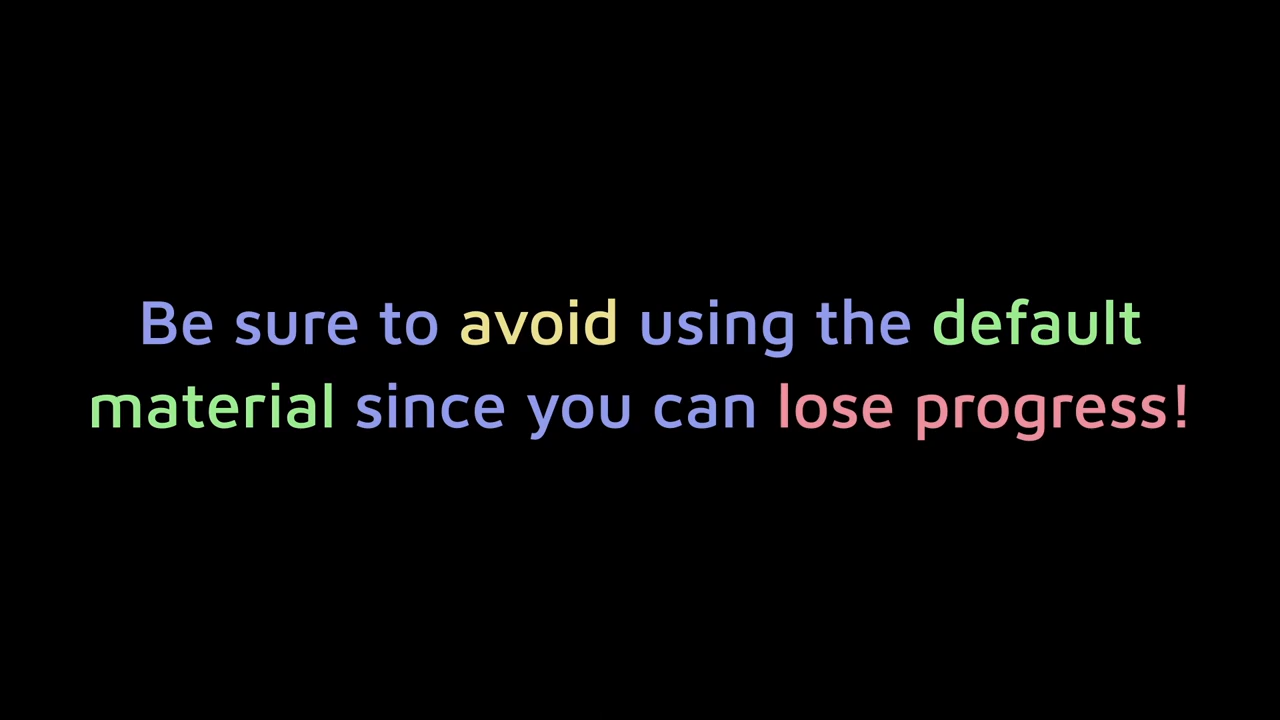 Be sure to avoid using the default
material since you can lose progress!